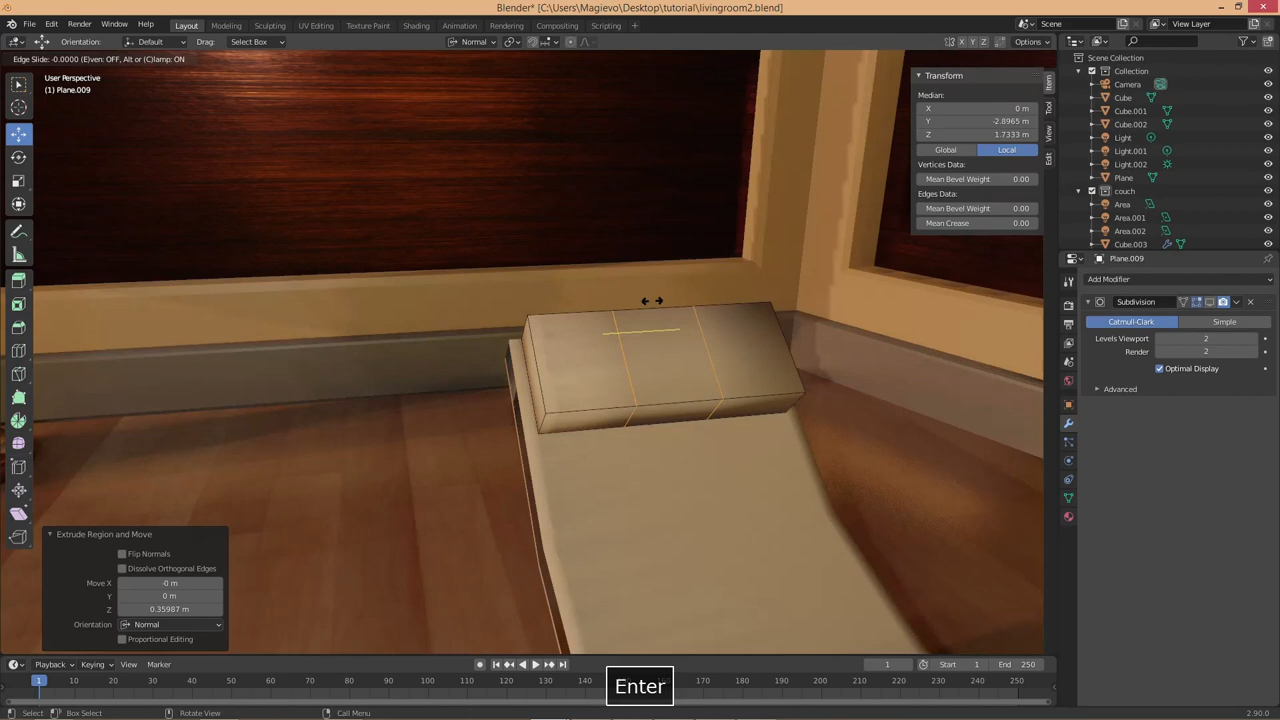 Blender* [C:\Users\Magievo\Desktop\tutorial\livingroom2.blend]
File Edit Render Window Help Layout Modeling Sculpting UV Editing Texture Paint Shading Animation Rendering Compositing Scripting + Scene View Layer
Orientation: Default Drag: Select Box Normal X Y Z Options
Edge Slide: -0.0000 (E)ven: OFF, Alt or (C)lamp: ON
User Perspective
(1) Plane.009
Transform
Median:
X 0 m
Y -2.8965 m
Z 1.7333 m
Global Local
Vertices Data:
Mean Bevel Weight 0.00
Edges Data:
Mean Bevel Weight 0.00
Mean Crease 0.00
Item
Tool
View
Edit
Scene Collection
Collection
Camera
Cube
Cube.001
Cube.002
Light
Light.001
Light.002
Plane
couch
Area
Area.001
Area.002
Cube.003
Plane.009
Add Modifier
Subdivision
Catmull-Clark Simple
Levels Viewport 2
Render 2
Optimal Display
Advanced
Extrude Region and Move
Flip Normals
Dissolve Orthogonal Edges
Move X -0 m
Y 0 m
Z 0.35987 m
Orientation Normal
Proportional Editing
Playback Keying View Marker 1 Start 1 End 250
1 10 20 30 40 50 60 70 80 90 100 110 120 130 140 150 160 170 180 190 200 210 220 230 240 250
Enter
Select Box Select Rotate View Call Menu 2.90.0